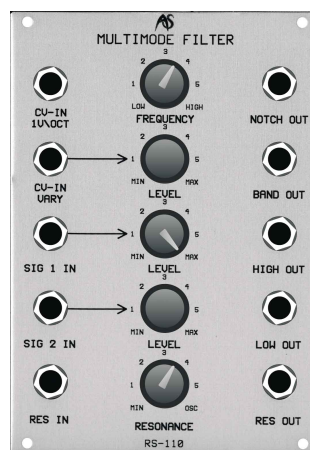 AS
MULTIMODE FILTER
3
2 4
1 5
LOW HIGH
CV-IN
1V\OCT
FREQUENCY
NOTCH OUT
3
2 4
1 5
MIN MAX
CV-IN
VARY
LEVEL
BAND OUT
3
2 4
1 5
MIN MAX
SIG 1 IN
LEVEL
HIGH OUT
3
2 4
1 5
MIN MAX
SIG 2 IN
LEVEL
LOW OUT
3
2 4
1 5
MIN OSC
RES IN
RESONANCE
RES OUT
RS-110